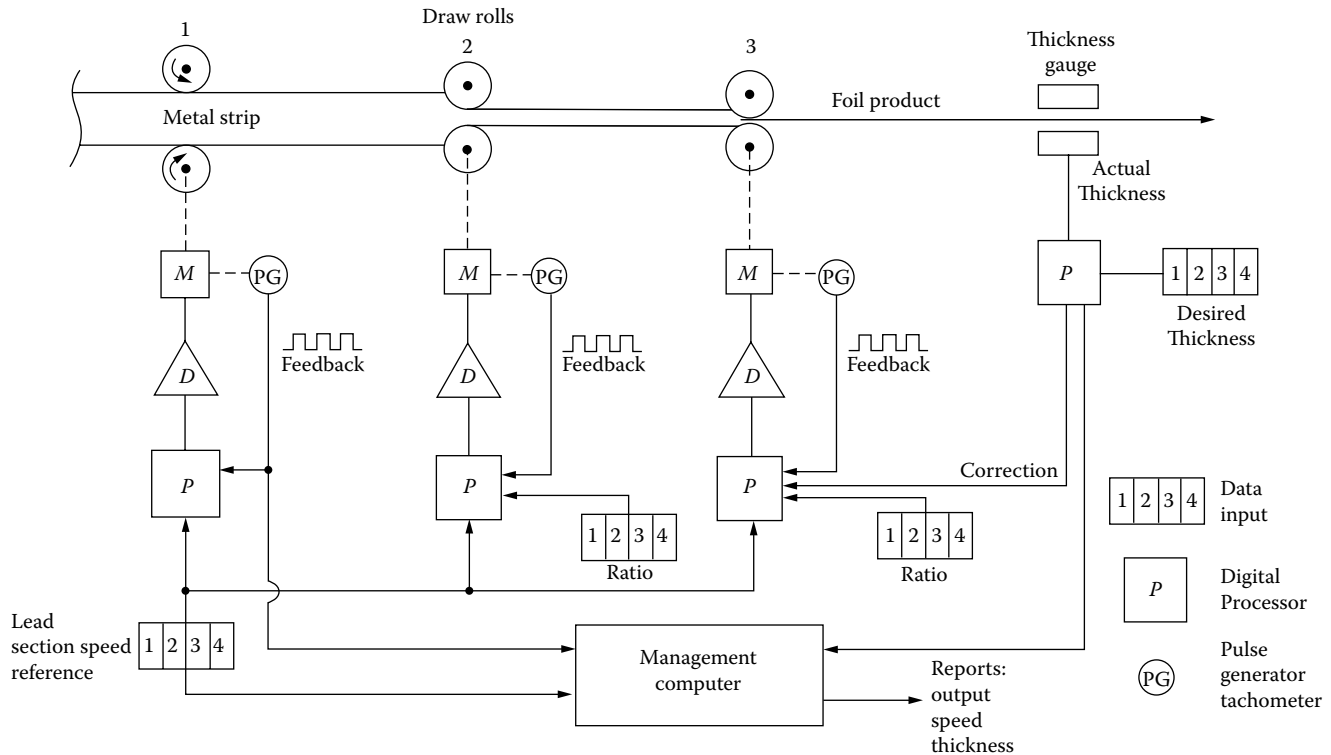 Draw rolls
1
2
3
Thickness
gauge
Metal strip
Foil product
Actual
Thickness
M
PG
M
PG
M
PG
P
1 2 3 4
Desired
Thickness
Feedback
Feedback
Feedback
D
D
D
P
P
P
Correction
1 2 3 4
Ratio
1 2 3 4
Ratio
1 2 3 4
Data
input
P
Digital
Processor
PG
Pulse
generator
tachometer
Lead
section speed
reference
1 2 3 4
Management
computer
Reports:
output
speed
thickness